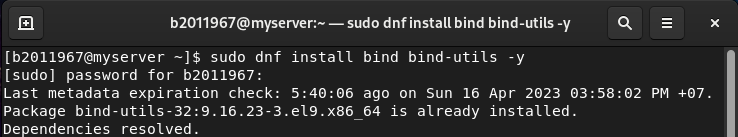 b2011967@myserver:~ — sudo dnf install bind bind-utils -y
[b2011967@myserver ~]$ sudo dnf install bind bind-utils -y
[sudo] password for b2011967:
Last metadata expiration check: 5:40:06 ago on Sun 16 Apr 2023 03:58:02 PM +07.
Package bind-utils-32:9.16.23-3.el9.x86_64 is already installed.
Dependencies resolved.